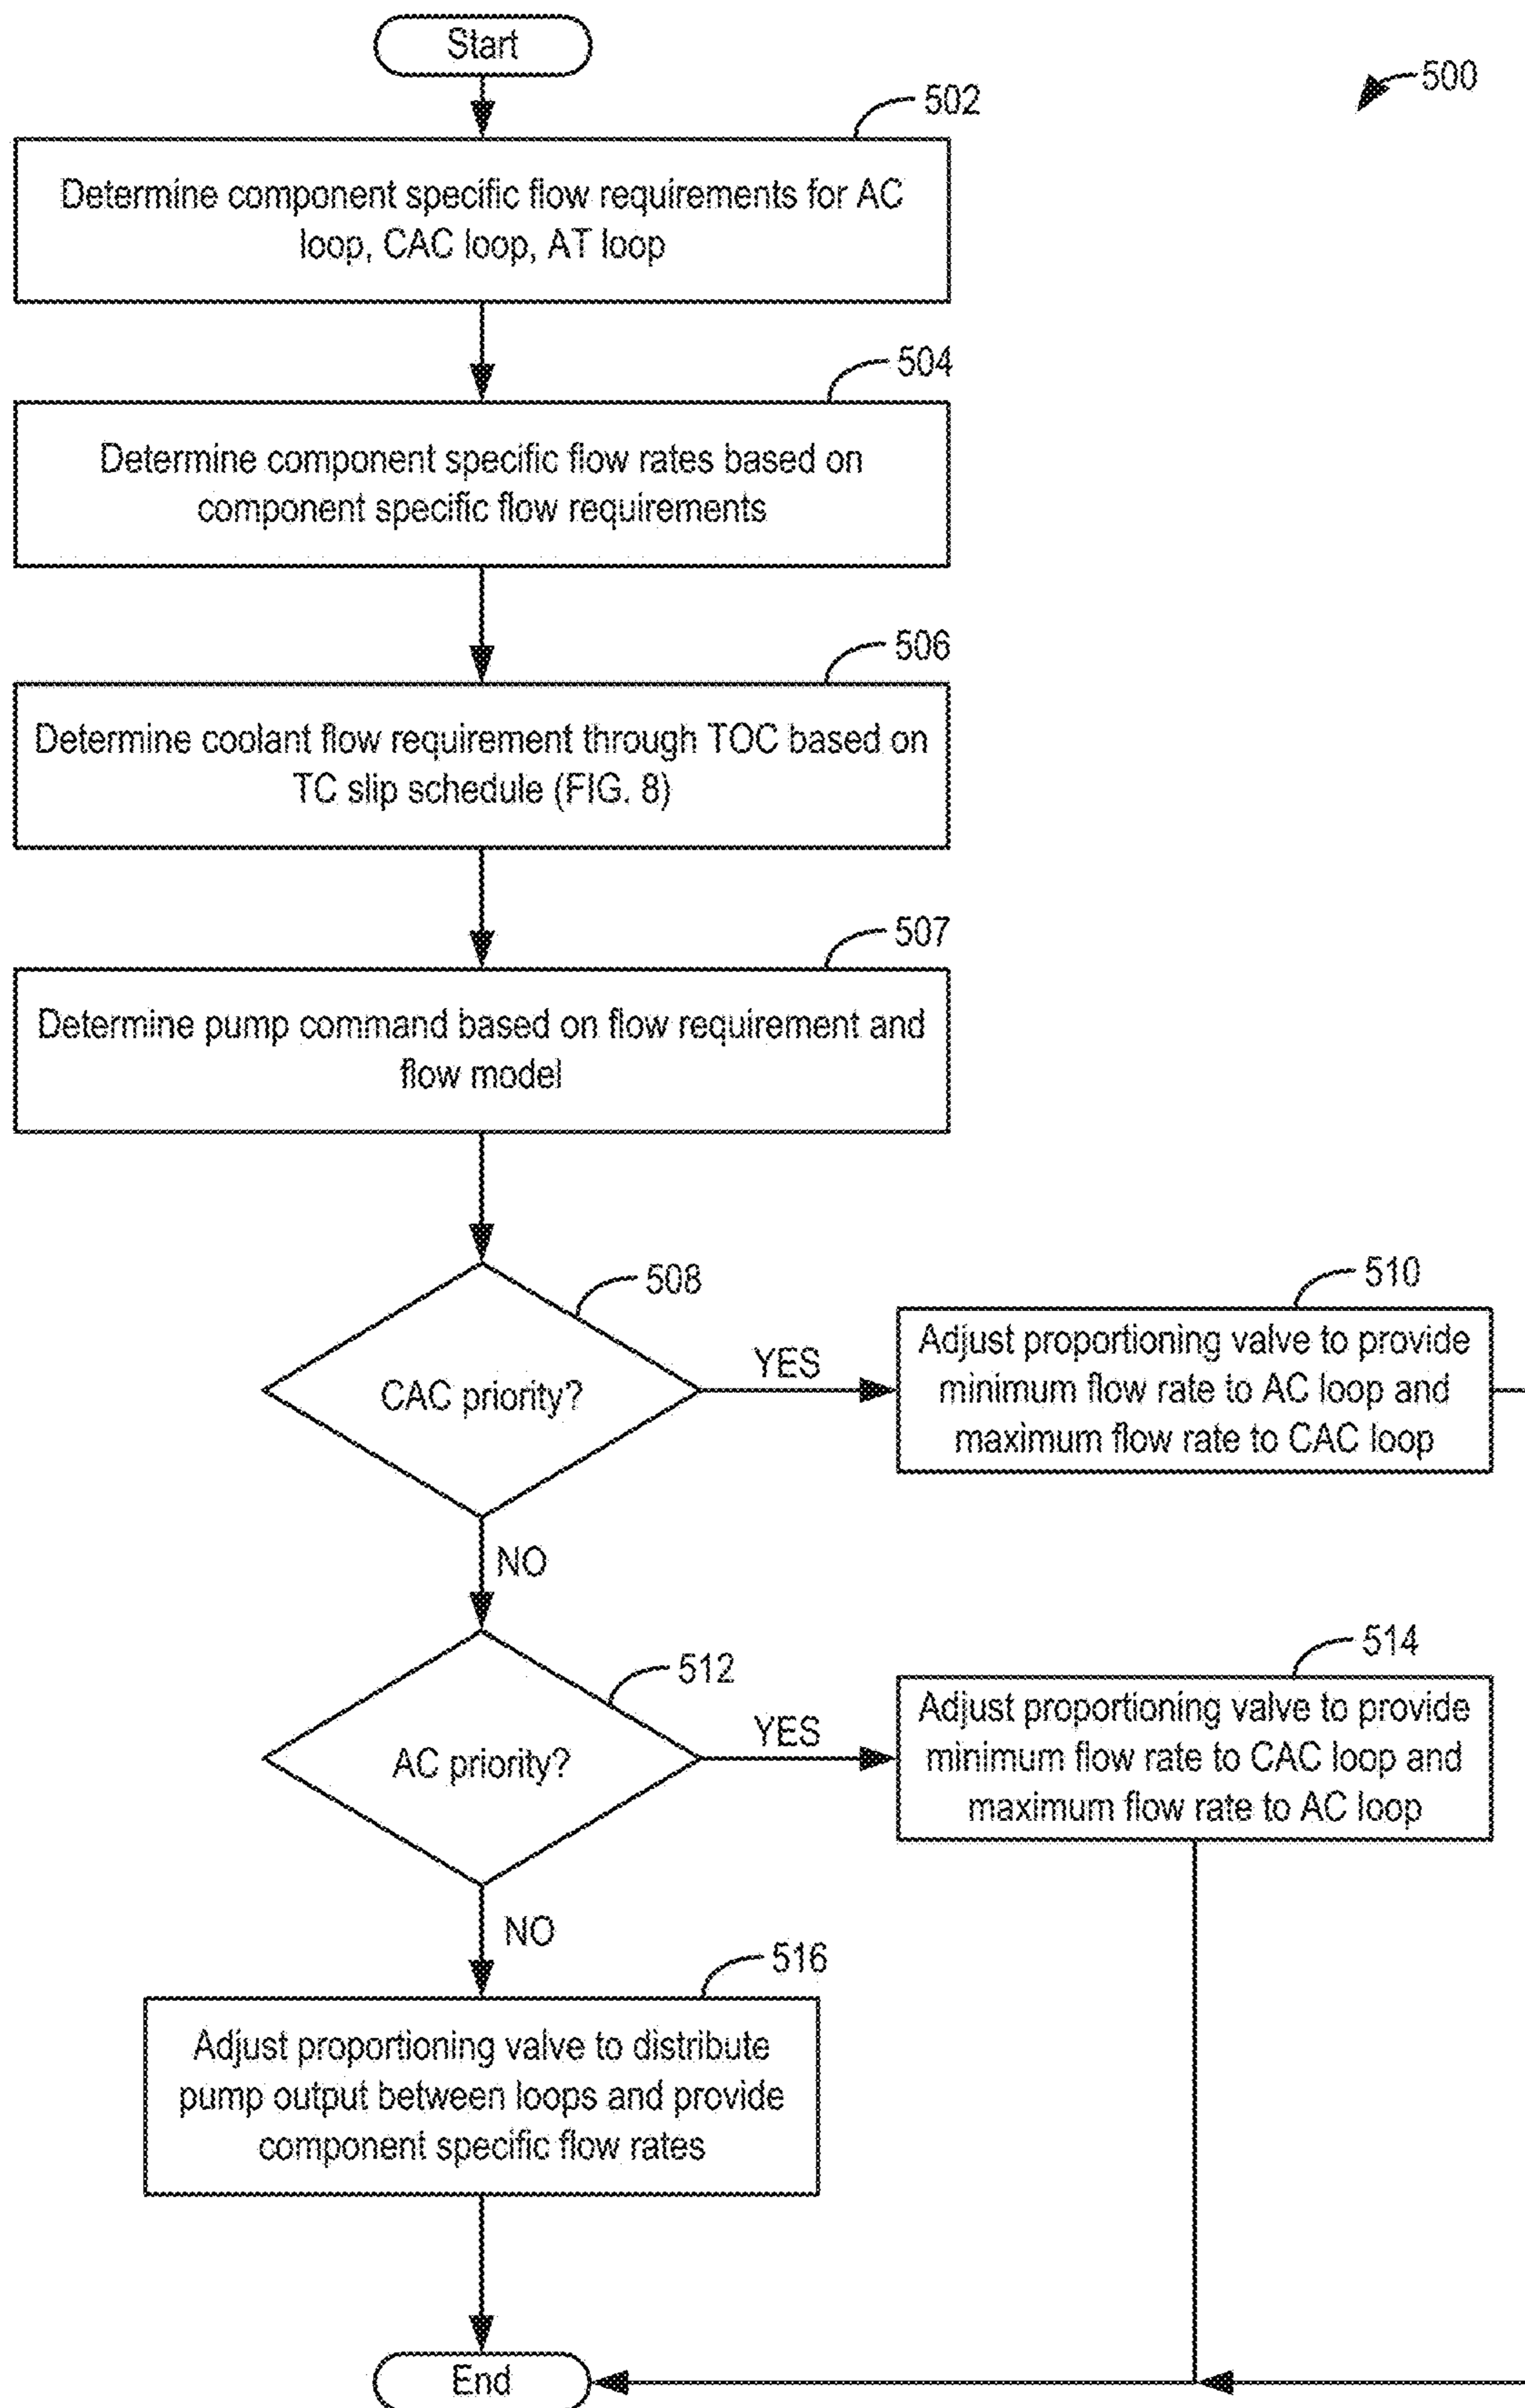 Start
500
502
Determine component specific flow requirements for AC
loop, CAC loop, AT loop
504
Determine component specific flow rates based on
component specific flow requirements
506
Determine coolant flow requirement through TOC based on
TC slip schedule (FIG. 8)
507
Determine pump command based on flow requirement and
flow model
508
CAC priority?
YES
510
Adjust proportioning valve to provide
minimum flow rate to AC loop and
maximum flow rate to CAC loop
NO
512
AC priority?
YES
514
Adjust proportioning valve to provide
minimum flow rate to CAC loop and
maximum flow rate to AC loop
NO
516
Adjust proportioning valve to distribute
pump output between loops and provide
component specific flow rates
End